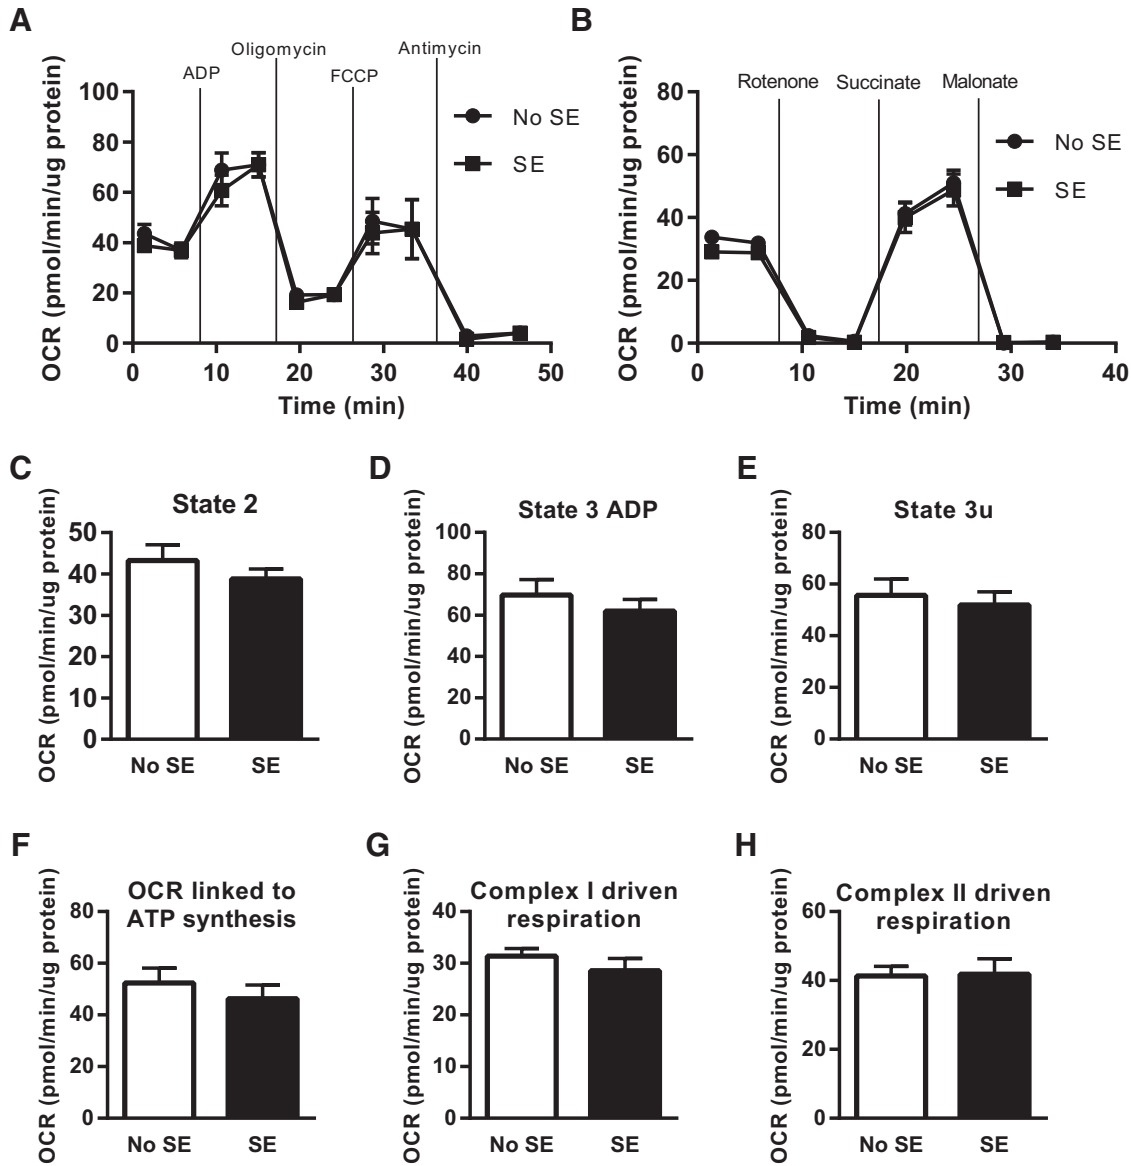 A
Oligomycin
Antimycin
ADP
FCCP
OCR (pmol/min/ug protein)
100
80
60
40
20
0
0
10
20
30
40
50
Time (min)
No SE
SE
B
Rotenone
Succinate
Malonate
OCR (pmol/min/ug protein)
80
60
40
20
0
0
10
20
30
40
Time (min)
No SE
SE
C
State 2
OCR (pmol/min/ug protein)
50
40
30
20
10
0
No SE
SE
D
State 3 ADP
OCR (pmol/min/ug protein)
100
80
60
40
20
0
No SE
SE
E
State 3u
OCR (pmol/min/ug protein)
80
60
40
20
0
No SE
SE
F
OCR linked to
ATP synthesis
OCR (pmol/min/ug protein)
80
60
40
20
0
No SE
SE
G
Complex I driven
respiration
OCR (pmol/min/ug protein)
40
30
20
10
0
No SE
SE
H
Complex II driven
respiration
OCR (pmol/min/ug protein)
60
40
20
0
No SE
SE